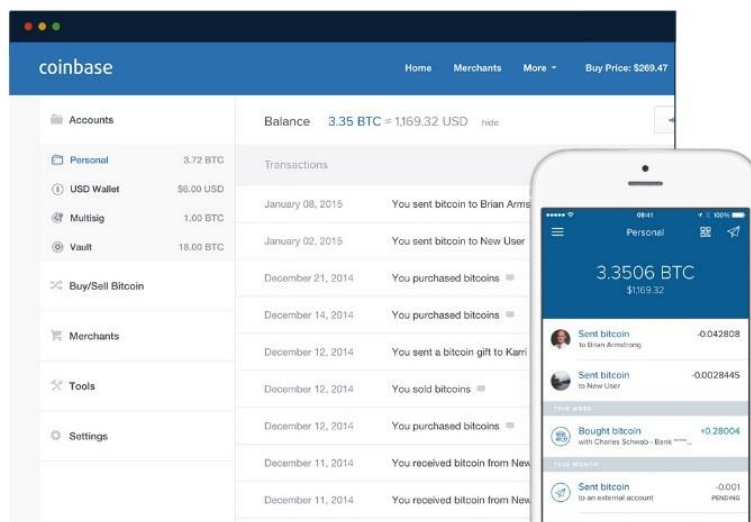 coinbase
Home Merchants More Buy Price: $269.47
Accounts
Personal 3.72 BTC
USD Wallet $6.00 USD
Multisig 1.00 BTC
Vault 18.00 BTC
Buy/Sell Bitcoin
Merchants
Tools
Settings
Balance 3.35 BTC = 1,169.32 USD hide
Transactions
January 08, 2015 You sent bitcoin to Brian Arms
January 02, 2015 You sent bitcoin to New User
December 21, 2014 You purchased bitcoins
December 14, 2014 You purchased bitcoins
December 12, 2014 You sent a bitcoin gift to Karri
December 12, 2014 You sold bitcoins
December 12, 2014 You purchased bitcoins
December 11, 2014 You received bitcoin from New
December 11, 2014 You received bitcoin from New
09:41 100%
Personal
3.3506 BTC
$1,169.32
Sent bitcoin -0.042808
to Brian Armstrong
Sent bitcoin -0.0028445
to New User
THIS WEEK
Bought bitcoin +0.28004
with Charles Schwab - Bank *****...
THIS MONTH
Sent bitcoin -0.001
to an external account PENDING